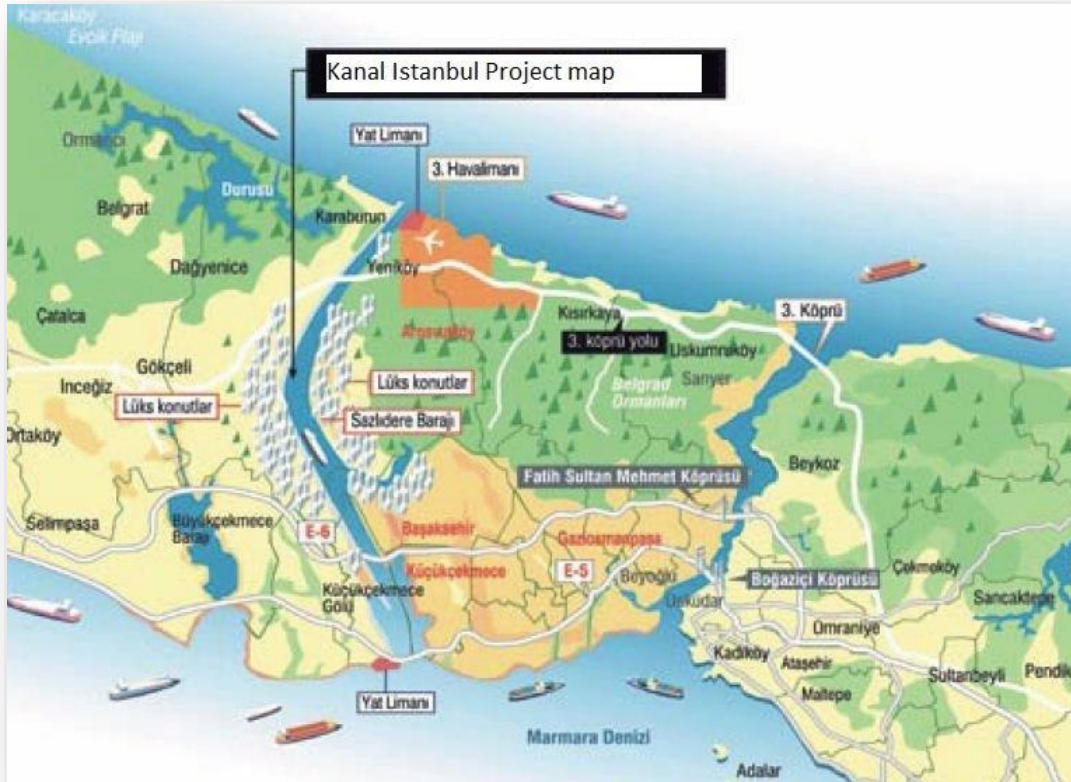 Karacaköy
Evcik Plajı
Kanal Istanbul Project map
Yat Limanı
Ormancı
3. Havalimanı
Durusu
Belgrat
Karaburun
Yeniköy
Dağyenice
Çatalca
Kısırkaya
3. Köprü
Arnavutköy
3. köprü yolu
Uskumruköy
Gökçeli
Lüks konutlar
Sarıyer
İnceğiz
Belgrad
Ormanları
Lüks konutlar
Sazlıdere Barajı
Ortaköy
Beykoz
Fatih Sultan Mehmet Köprüsü
Selimpaşa
Büyükçekmece
Barajı
E-6
Başakşehir
Gaziosmanpaşa
Küçükçekmece
E-5
Beyoğlu
Boğaziçi Köprüsü
Çekmeköy
Küçükçekmece
Gölü
Üsküdar
Sancaktepe
Ümraniye
Kadıköy
Ataşehir
Sultanbeyli
Pendik
Maltepe
Yat Limanı
Marmara Denizi
Adalar